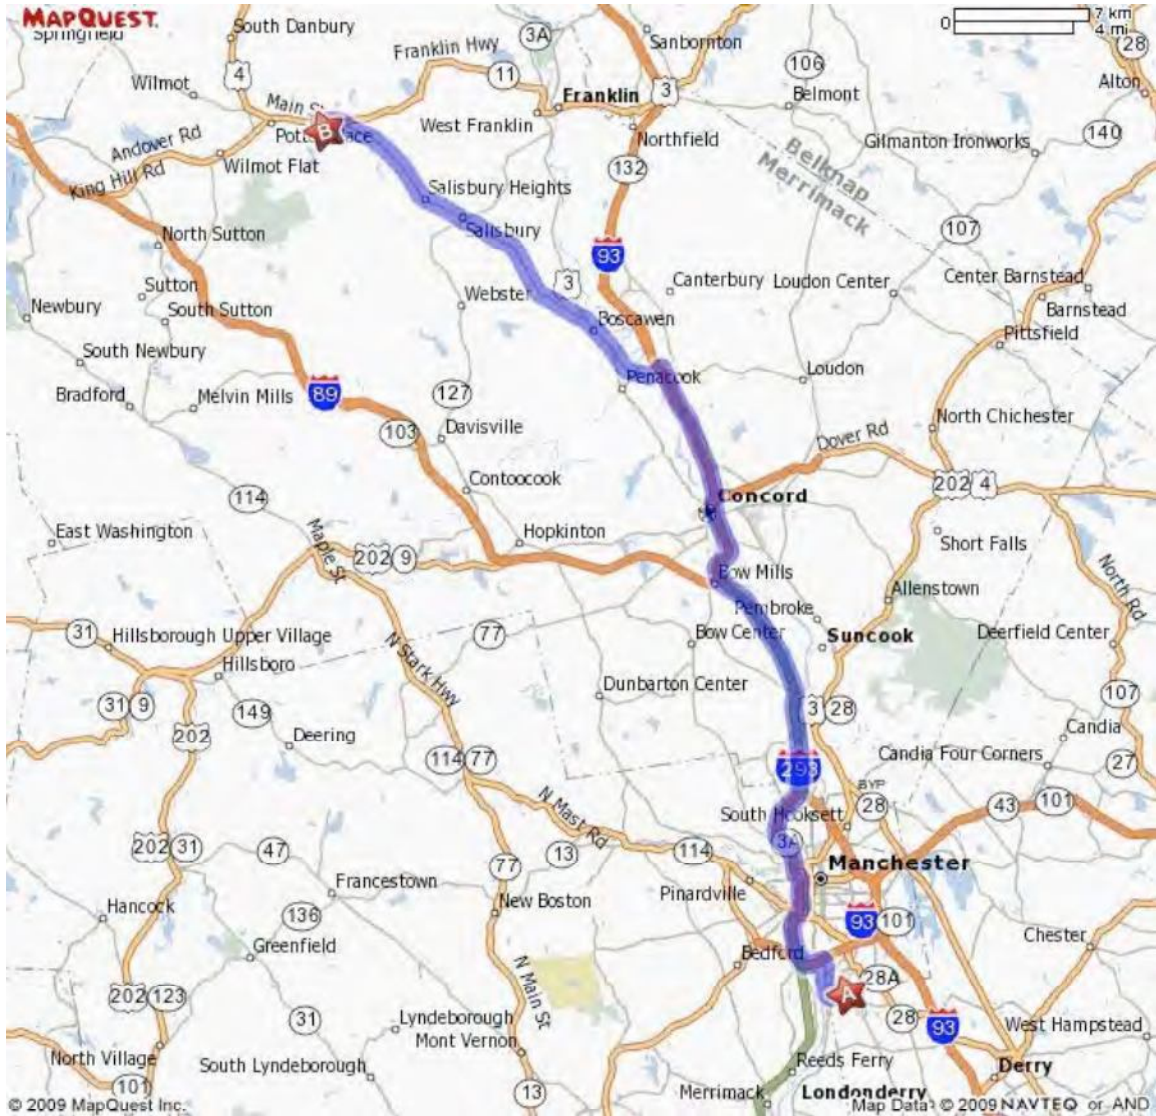 MAPQUEST.
South Danbury
3A
Sanbornton
0
7 km
4 mi
28
Springfield
Franklin Hwy
106
Alton
Wilmot
4
11
3
Belmont
Main St
Franklin
B
West Franklin
Northfield
Gilmanton Ironworks
140
Andover Rd
Wilmot Flat
132
Belknap
Merrimack
King Hill Rd
Salisbury Heights
107
North Sutton
Salisbury
93
Canterbury
Loudon Center
Center Barnstead
Sutton
3
Newbury
Webster
Barnstead
South Sutton
Boscawen
Pittsfield
South Newbury
Penacook
Loudon
Bradford
Melvin Mills
89
127
103
Davisville
Dover Rd
North Chichester
Contoocook
202 4
114
Concord
East Washington
Maple St
Hopkinton
Short Falls
202 9
Bow Mills
North Rd
Allenstown
Pembroke
31
Hillsborough Upper Village
77
Bow Center
Suncook
Deerfield Center
Hillsboro
N Stark Hwy
Dunbarton Center
31 9
149
3 28
107
202
Deering
Candia
114 77
Candia Four Corners
27
293
BYP
28
N Mast Rd
South Hooksett
43
101
202 31
47
13
114
3A
77
Manchester
Francestown
Pinardville
Hancock
136
New Boston
93
101
Greenfield
Bedford
Chester
28A
A
202 123
N Main St
31
28
93
Lyndeborough
West Hampstead
North Village
Mont Vernon
South Lyndeborough
Reeds Ferry
Derry
101
13
Merrimack
Londonderry
© 2009 MapQuest Inc.
Map Data © 2009 NAVTEQ or AND